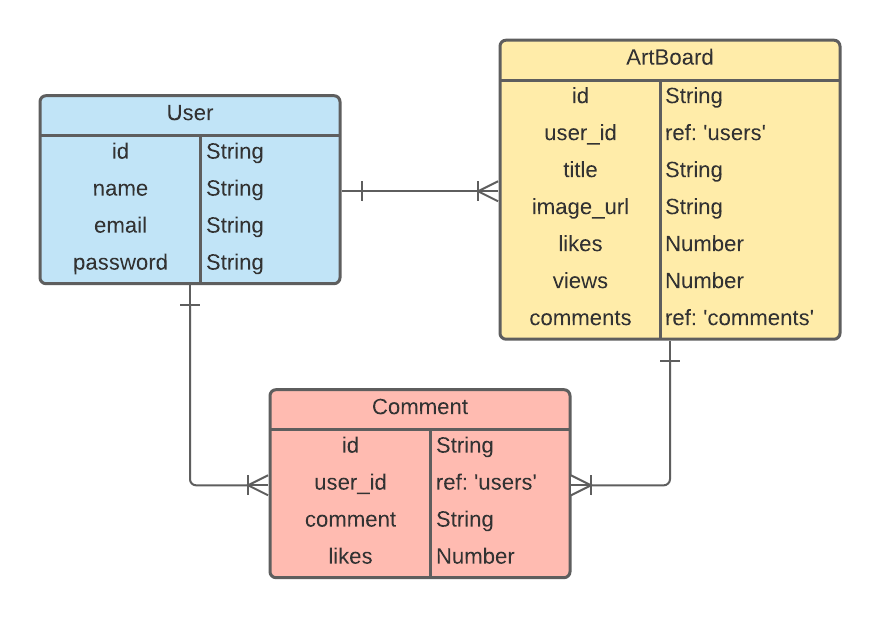 User
id String
name String
email String
password String
ArtBoard
id String
user_id ref: 'users'
title String
image_url String
likes Number
views Number
comments ref: 'comments'
Comment
id String
user_id ref: 'users'
comment String
likes Number